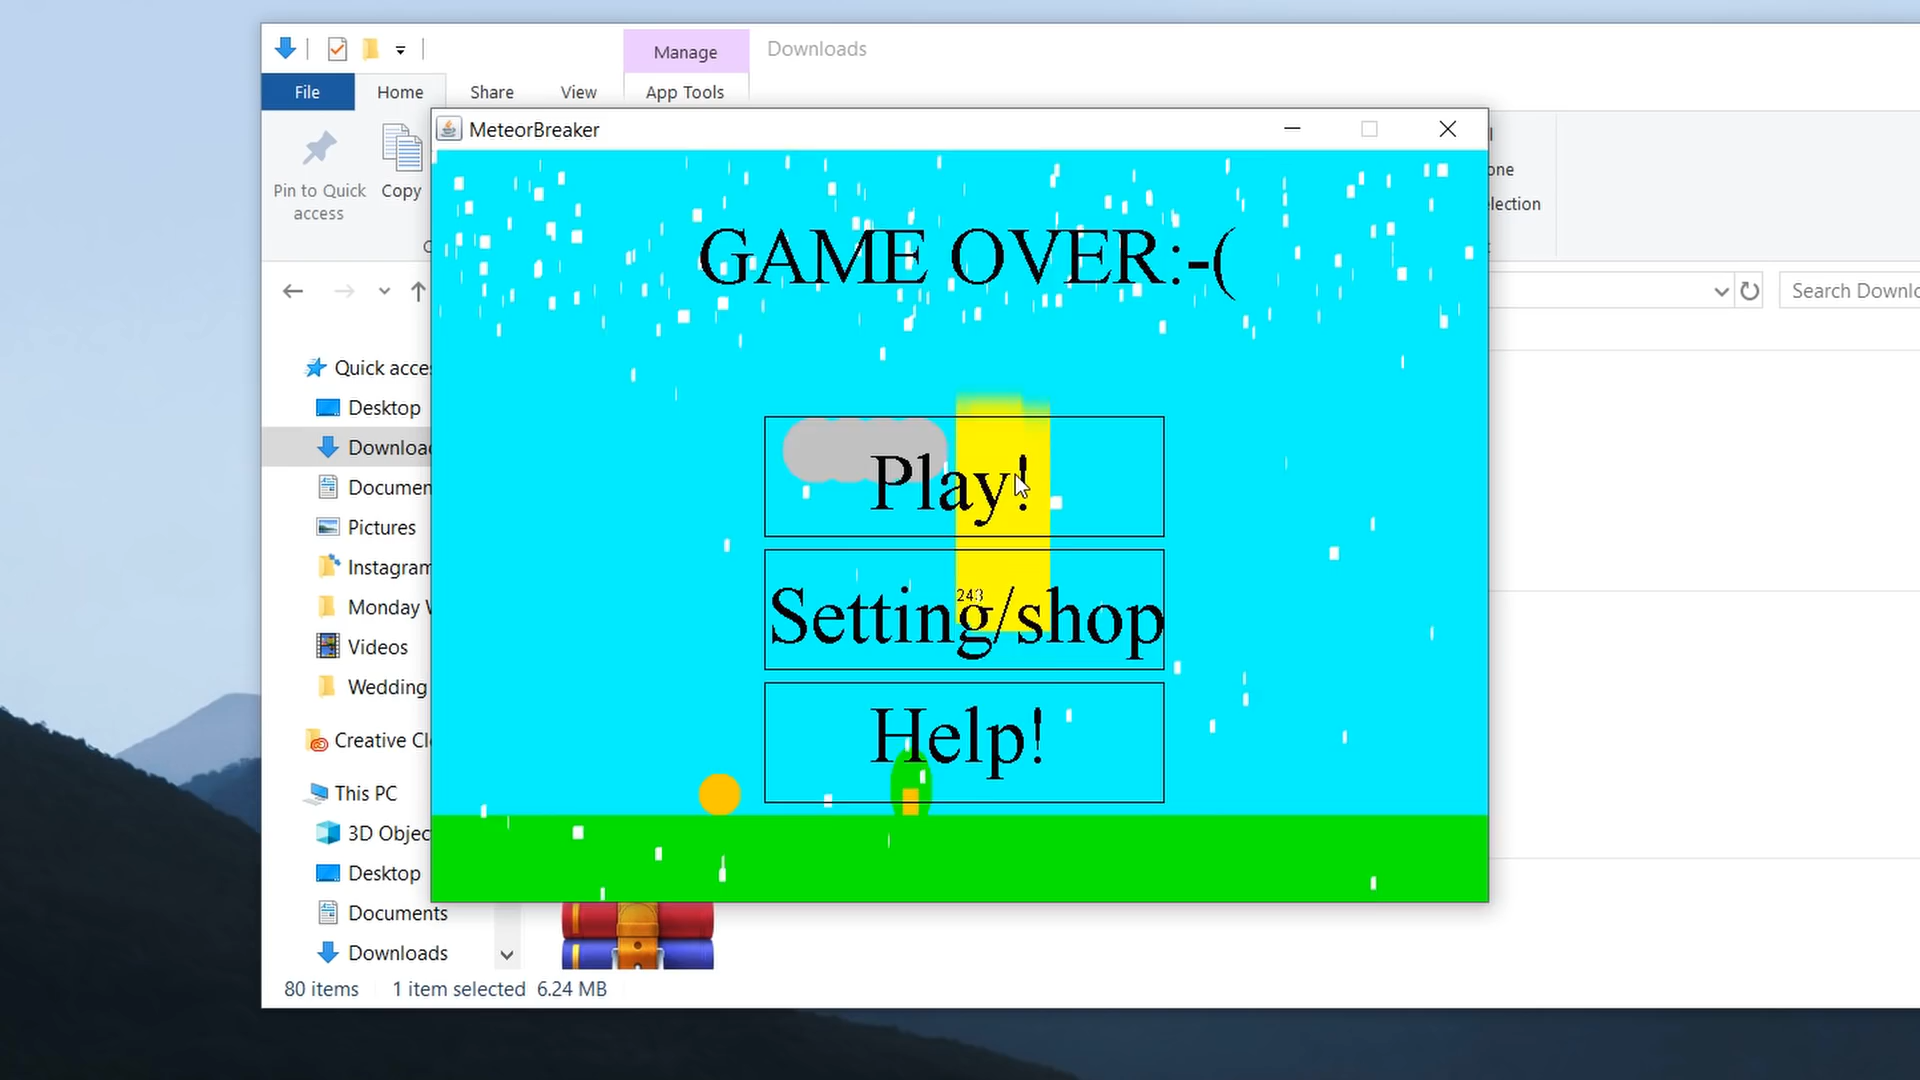 Manage
Downloads
File
Home
Share
View
App Tools
MeteorBreaker
Pin to Quick
access
Copy
one
election
Search Downlo
GAME OVER:-(
Play!
243
Setting/shop
Help!
Quick acce
Desktop
Downloa
Documen
Pictures
Instagram
Monday
Videos
Wedding
Creative Cl
This PC
3D Objec
Desktop
Documents
Downloads
80 items
1 item selected
6.24 MB